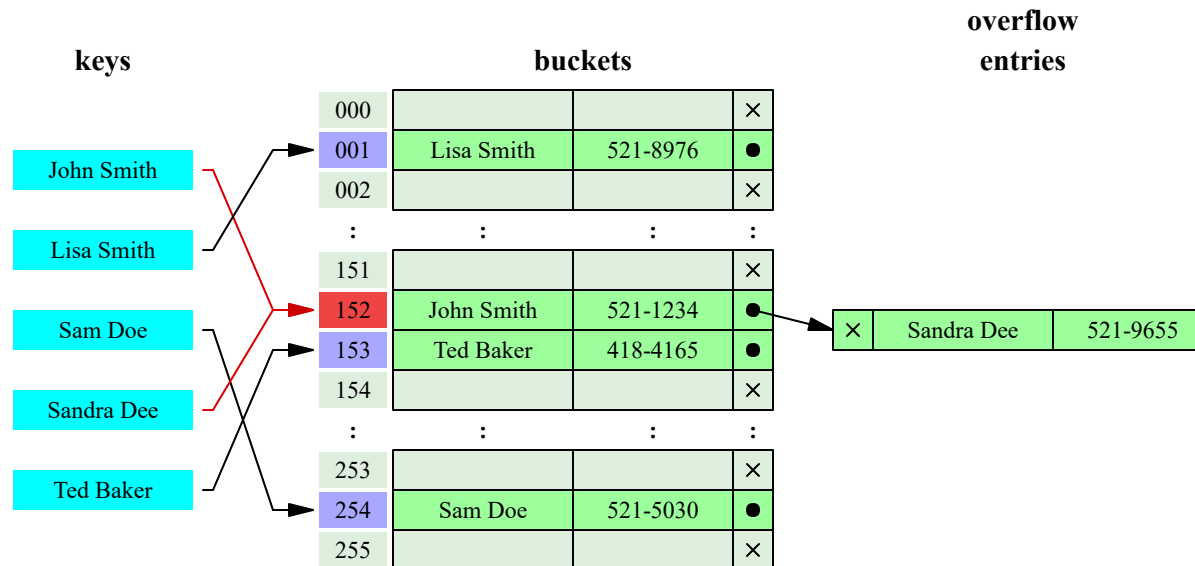 overflow
keys buckets entries
000 ×
001 Lisa Smith 521-8976 ●
John Smith
002 ×
: : : :
Lisa Smith
151 ×
152 John Smith 521-1234 ● × Sandra Dee 521-9655
Sam Doe
153 Ted Baker 418-4165 ●
154 ×
Sandra Dee
: : : :
253 ×
Ted Baker
254 Sam Doe 521-5030 ●
255 ×